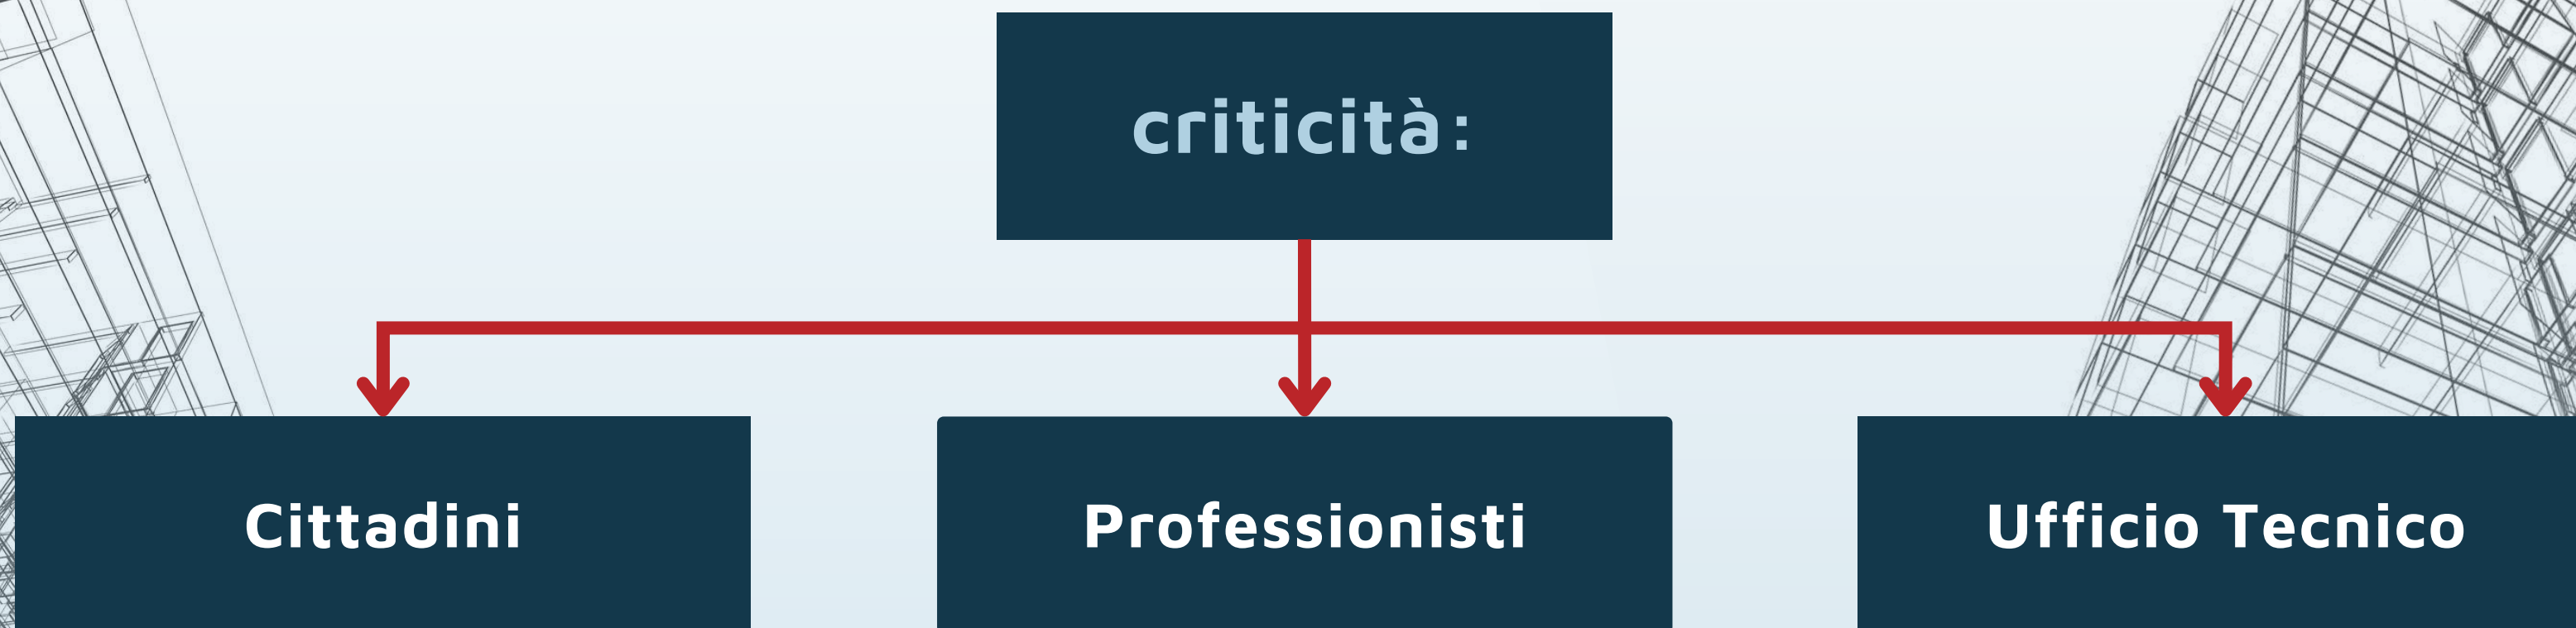 criticità:
Cittadini
Professionisti
Ufficio Tecnico